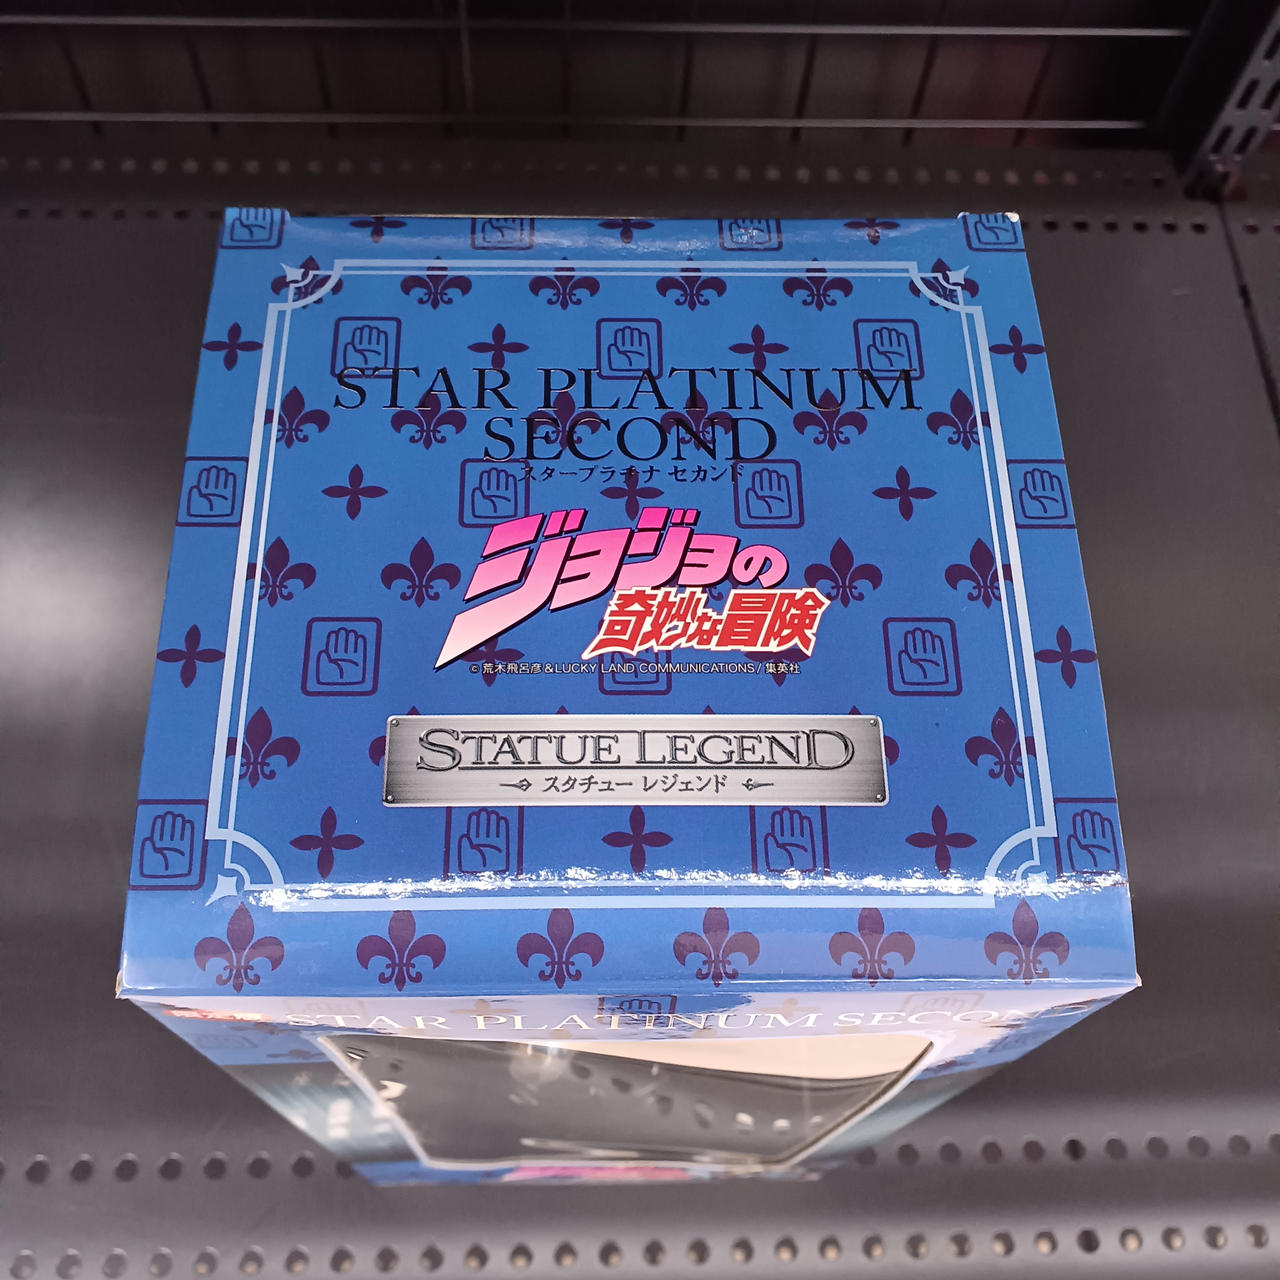 STAR PLATINUM
SECOND
スタープラチナ セカンド
ジョジョの
奇妙な冒険
© 荒木飛呂彦&LUCKY LAND COMMUNICATIONS/集英社
STATUE LEGEND
スタチュー レジェンド
STAR PLATINUM SECOND